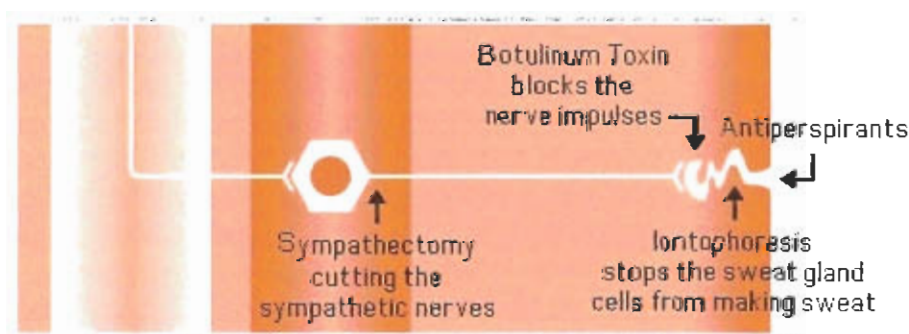 Botulinum Toxin
blocks the
nerve impulses
Antiperspirants
Sympathectomy
cutting the
sympathetic nerves
Iontophoresis
stops the sweat gland
cells from making sweat